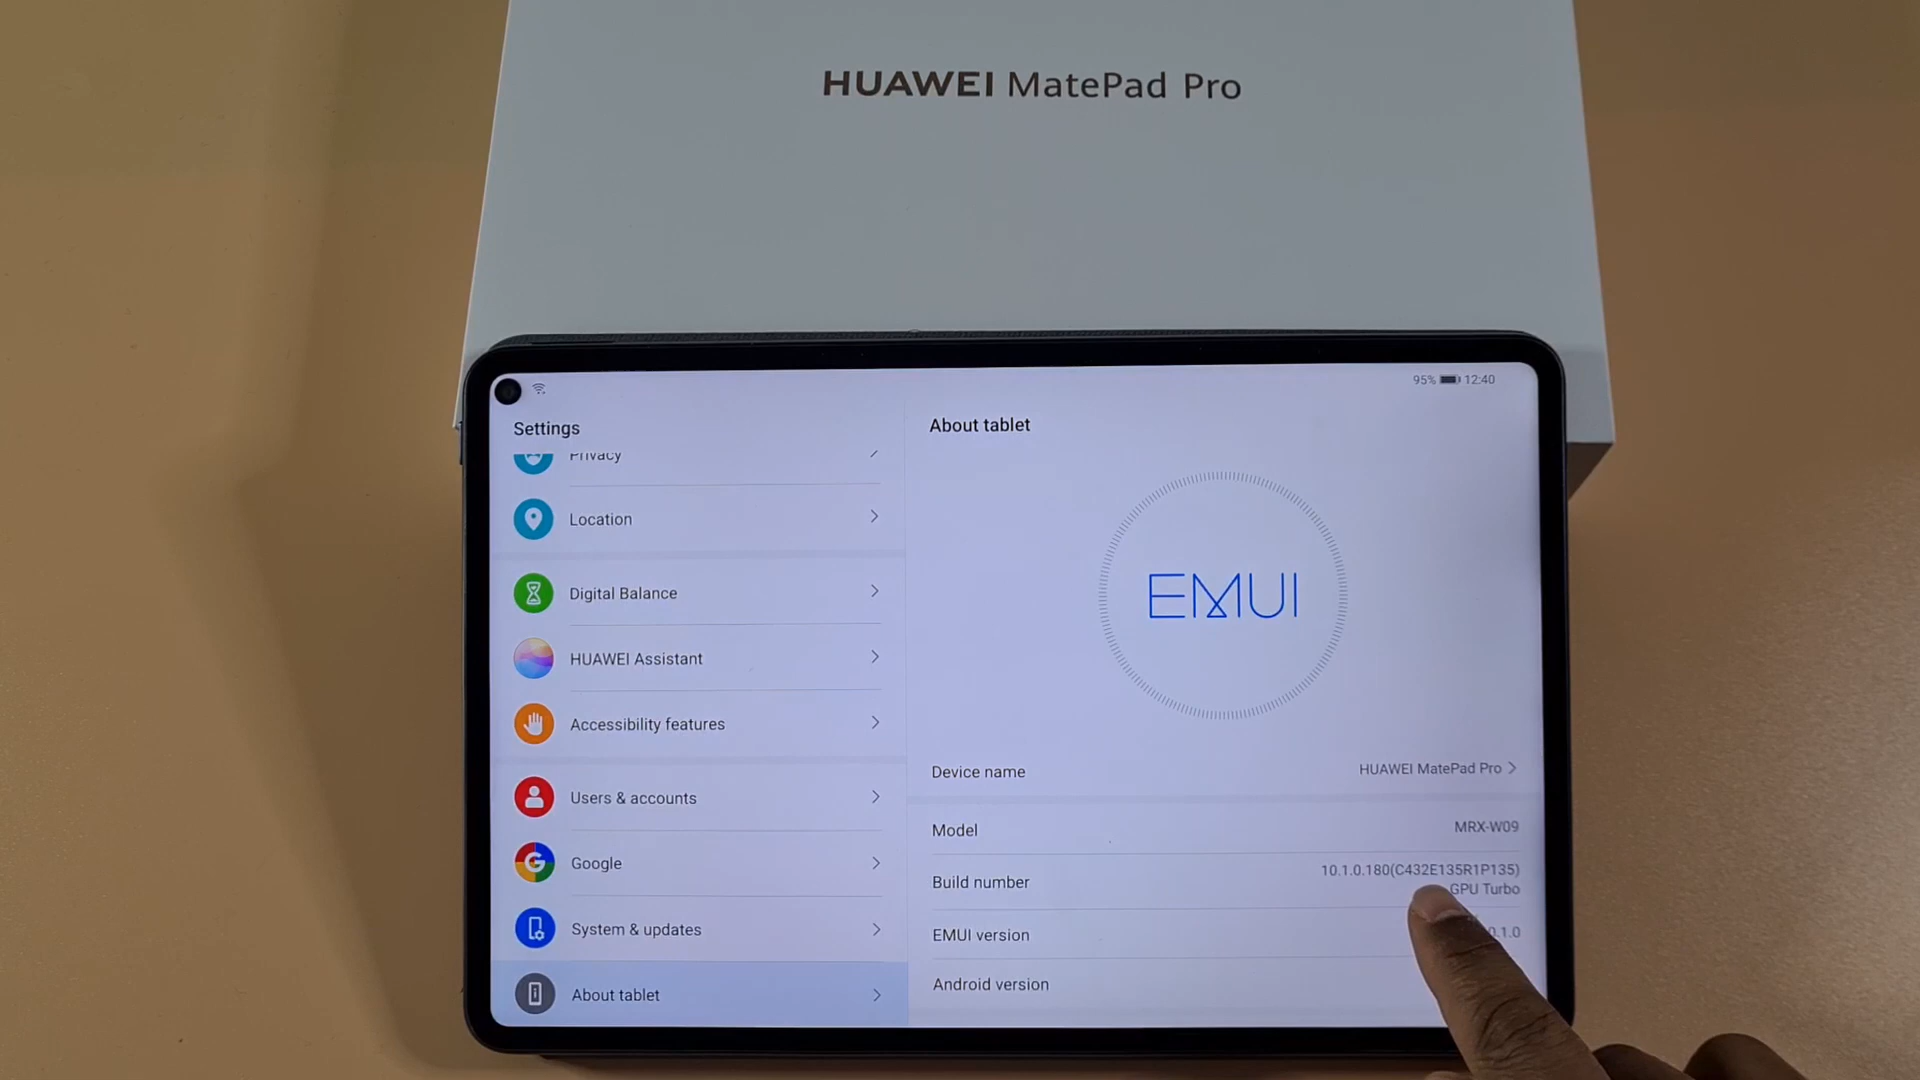 HUAWEI MatePad Pro
95% 12:40
Settings
About tablet
Privacy
Location
Digital Balance
HUAWEI Assistant
Accessibility features
Users & accounts
Google
System & updates
About tablet
EMUI
Device name HUAWEI MatePad Pro
Model MRX-W09
Build number 10.1.0.180(C432E135R1P135)
GPU Turbo
EMUI version
Android version